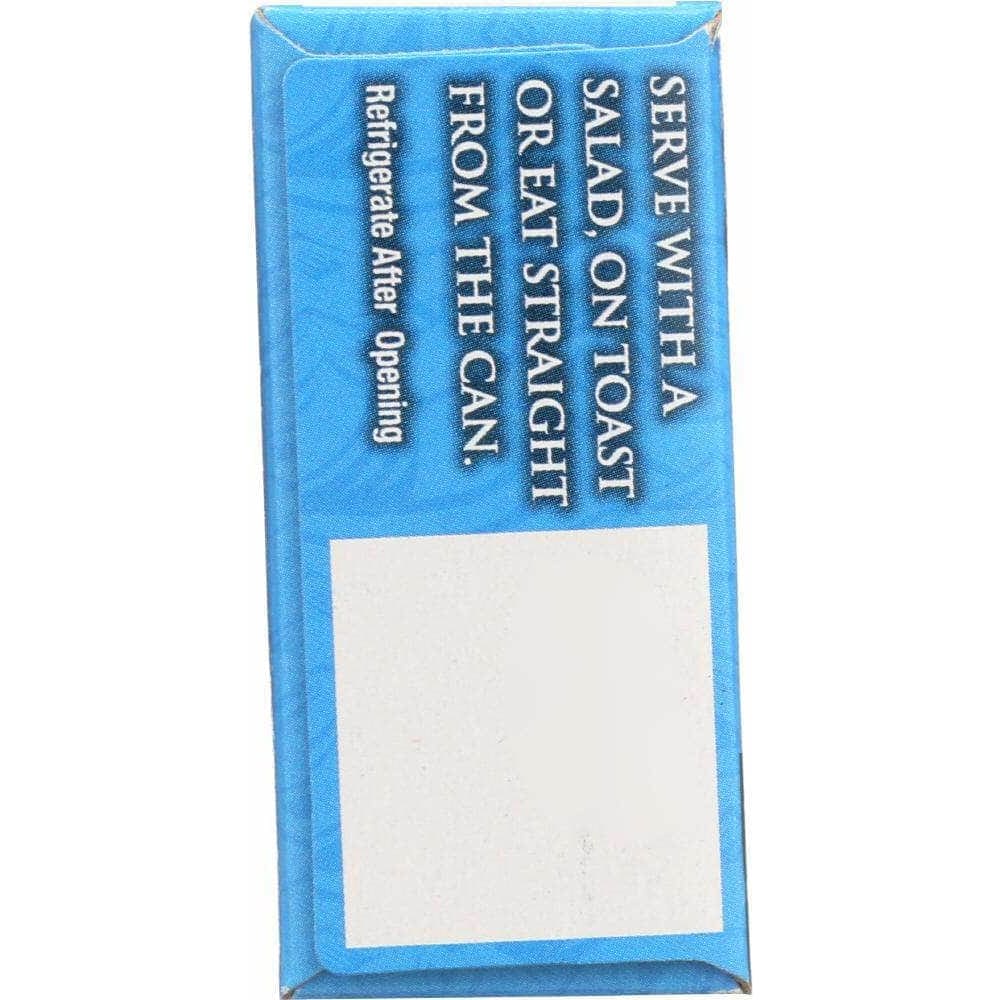 SERVE WITH A
SALAD, ON TOAST
OR EAT STRAIGHT
FROM THE CAN.
Refrigerate After Opening